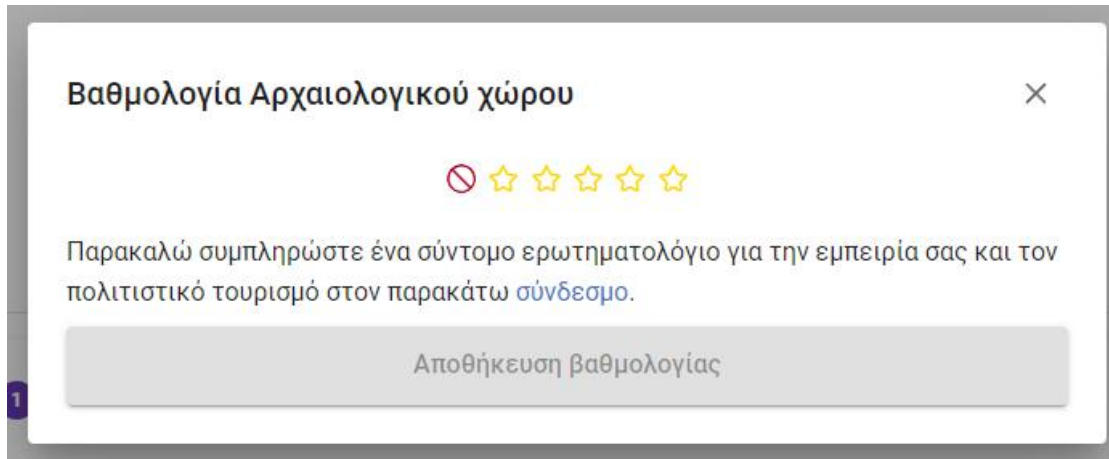 Βαθμολογία Αρχαιολογικού χώρου
Παρακαλώ συμπληρώστε ένα σύντομο ερωτηματολόγιο για την εμπειρία σας και τον
πολιτιστικό τουρισμό στον παρακάτω σύνδεσμο.
Αποθήκευση βαθμολογίας
1